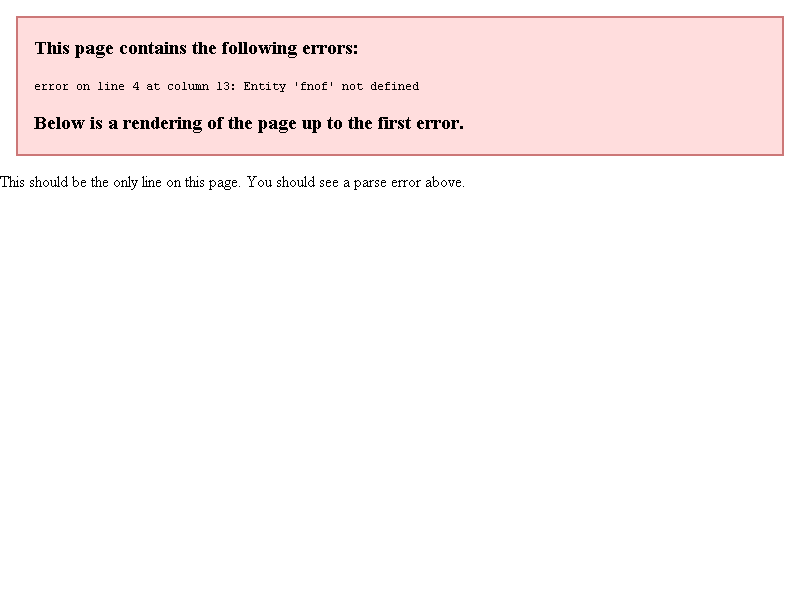 This page contains the following errors:
error on line 4 at column 13: Entity 'fnof' not defined
Below is a rendering of the page up to the first error.
This should be the only line on this page. You should see a parse error above.